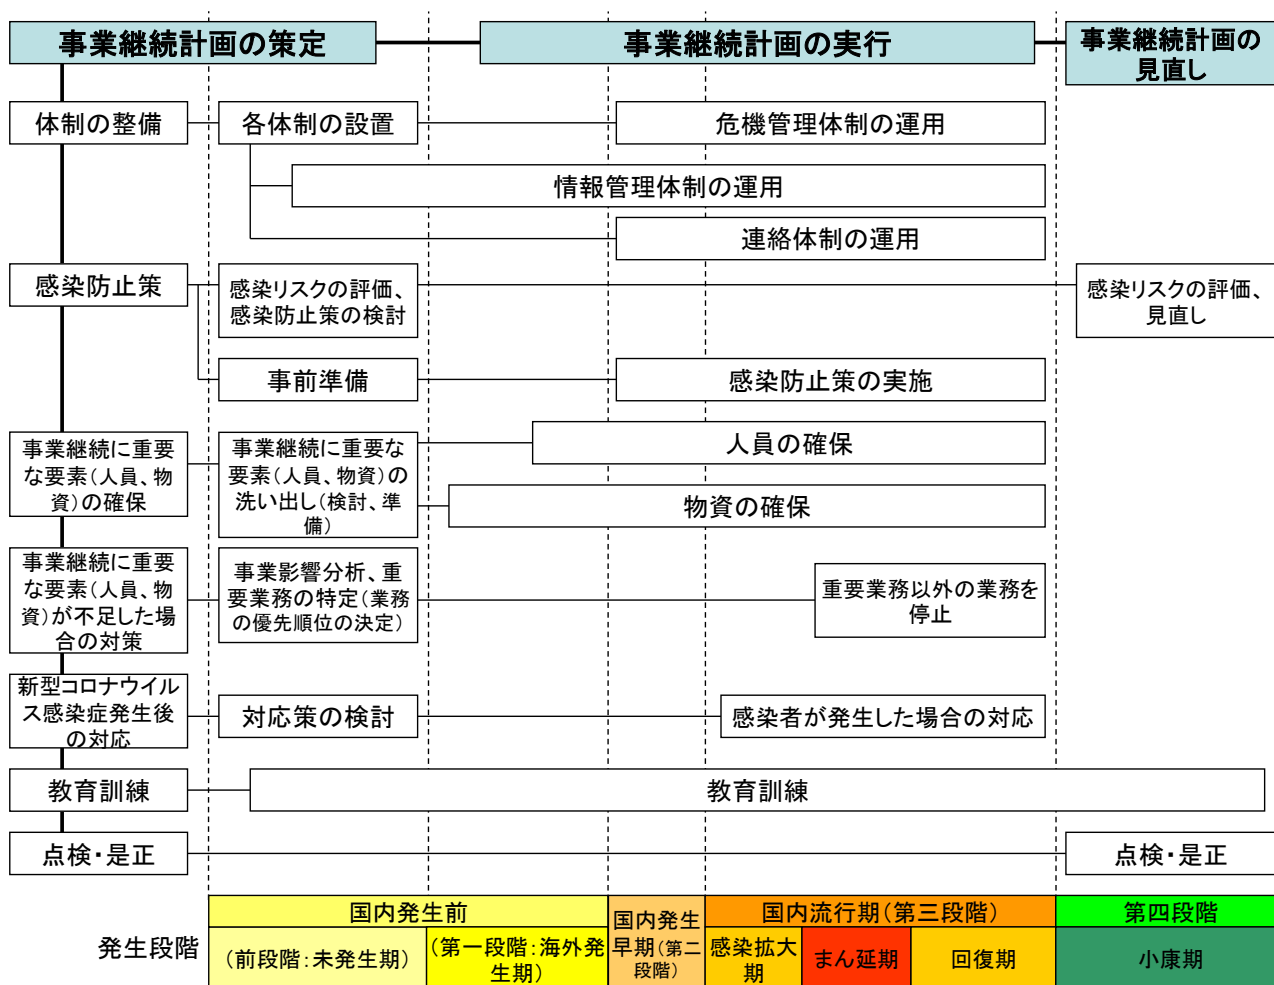 事業継続計画の策定
事業継続計画の実行
事業継続計画の
見直し
体制の整備
各体制の設置
危機管理体制の運用
情報管理体制の運用
連絡体制の運用
感染防止策
感染リスクの評価、
感染防止策の検討
感染リスクの評価、
見直し
事前準備
感染防止策の実施
事業継続に重要
な要素(人員、物
資)の確保
事業継続に重要な
要素(人員、物資)の
洗い出し(検討、準
備)
人員の確保
物資の確保
事業継続に重要
な要素(人員、物
資)が不足した場
合の対策
事業影響分析、重
要業務の特定(業務
の優先順位の決定)
重要業務以外の業務を
停止
新型コロナウイル
ス感染症発生後
の対応
対応策の検討
感染者が発生した場合の対応
教育訓練
教育訓練
点検・是正
点検・是正
発生段階
国内発生前
(前段階:未発生期)
(第一段階:海外発
生期)
国内発生
早期(第二
段階)
国内流行期(第三段階)
感染拡大
期
まん延期
回復期
第四段階
小康期